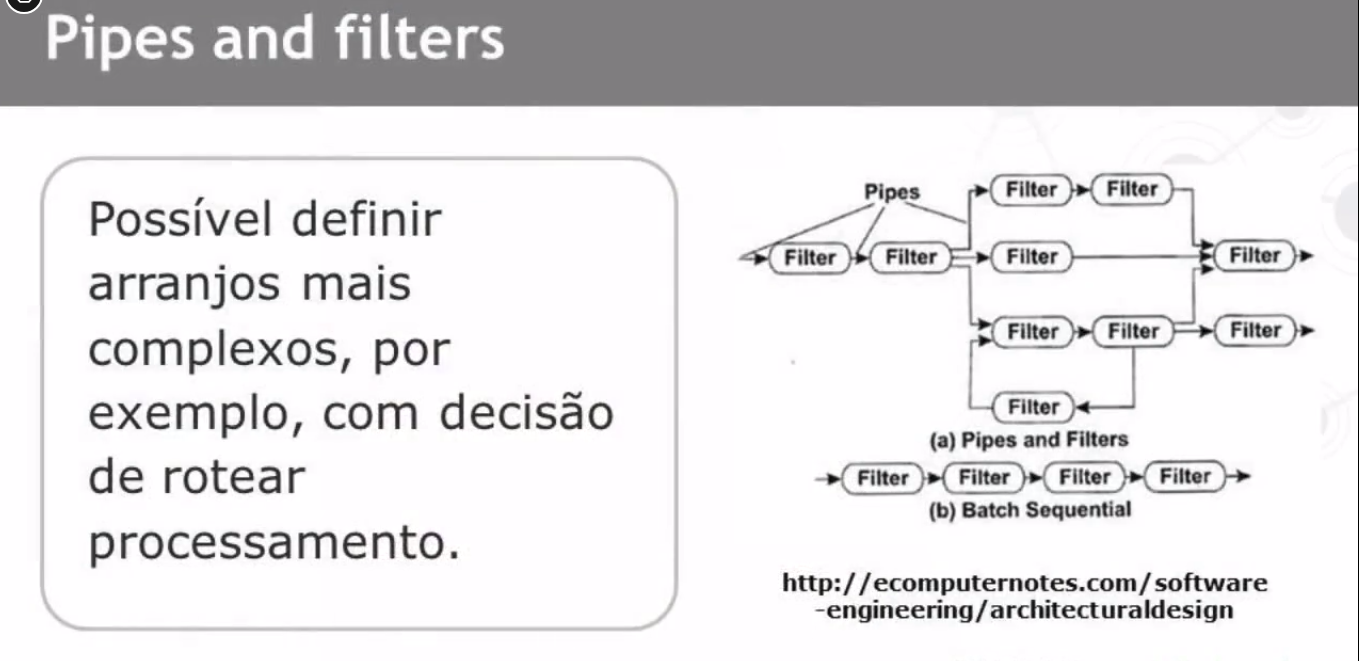 Pipes and filters
Possível definir
arranjos mais
complexos, por
exemplo, com decisão
de rotear
processamento.
Pipes
Filter Filter
Filter Filter Filter Filter
Filter Filter Filter
Filter
(a) Pipes and Filters
Filter Filter Filter Filter
(b) Batch Sequential
http://ecomputernotes.com/software
-engineering/architecturaldesign